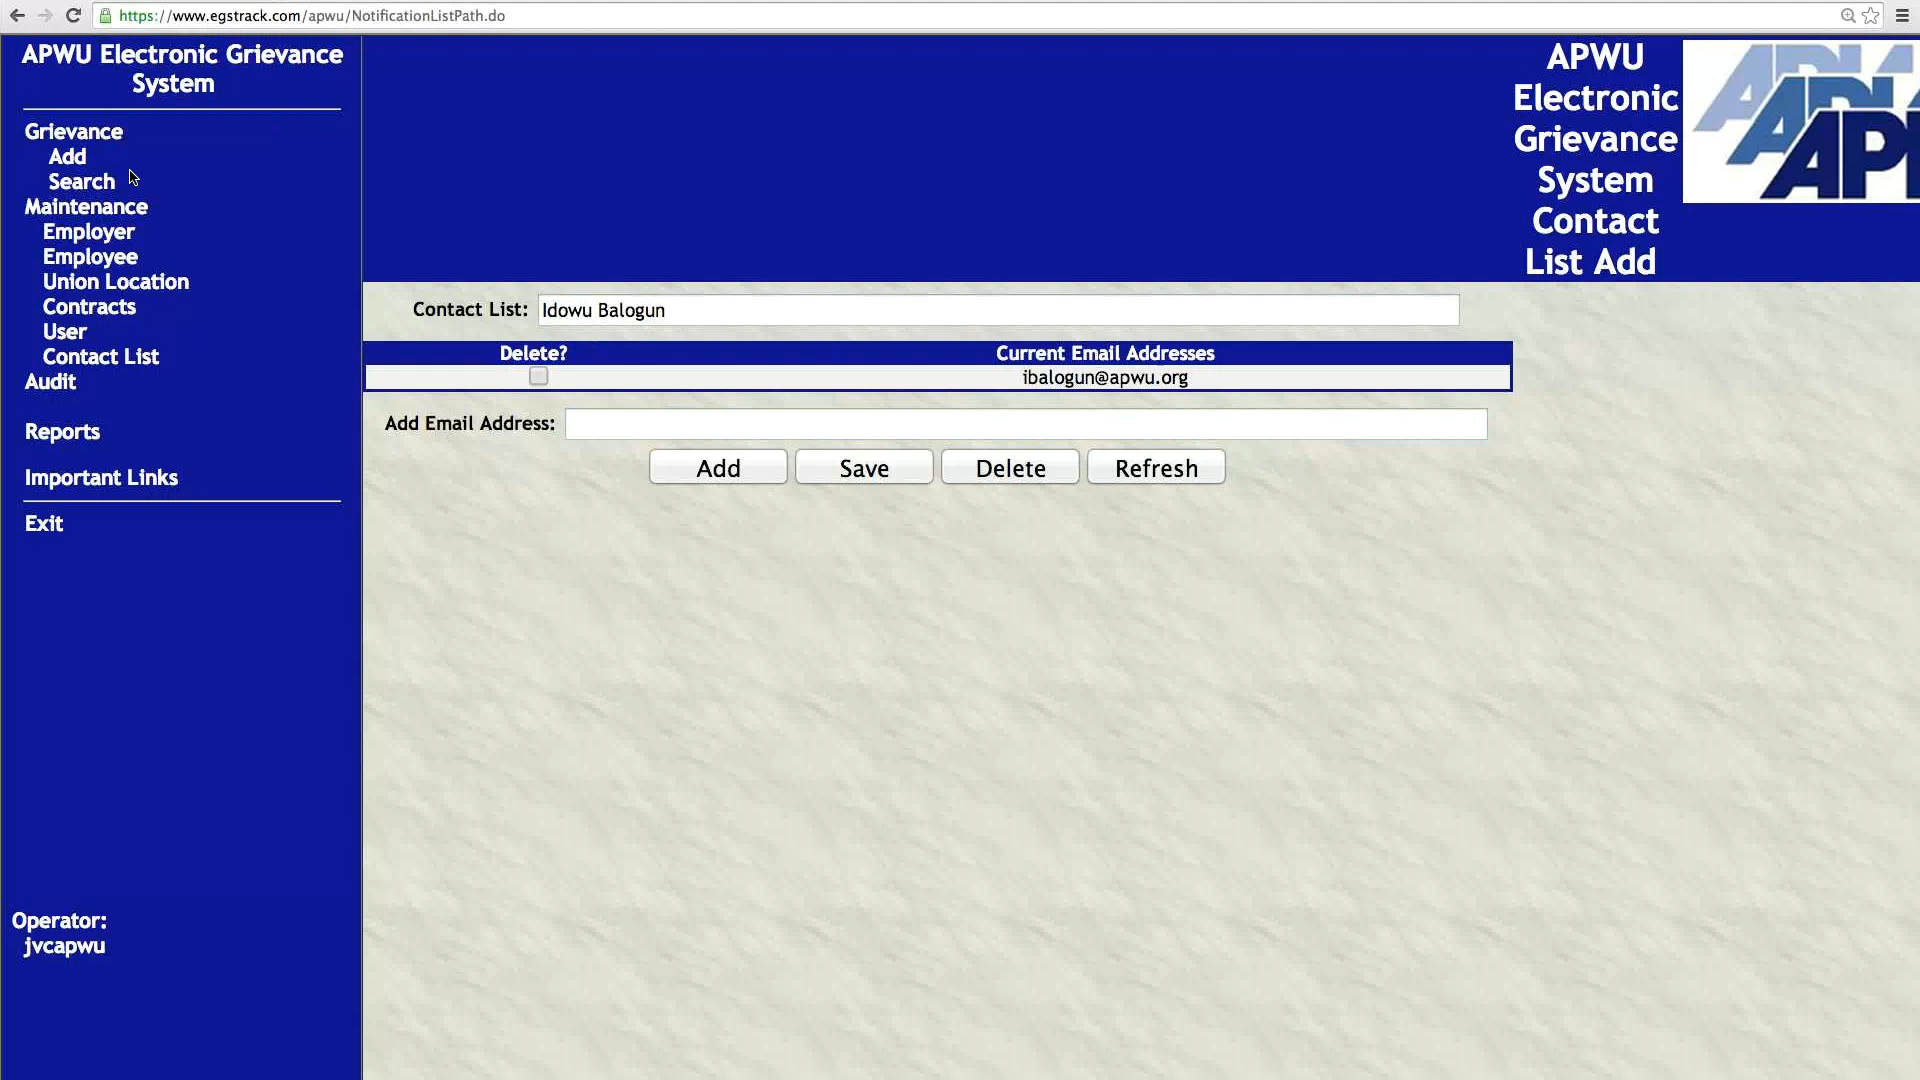 https://www.egstrack.com/apwu/NotificationListPath.do
APWU Electronic Grievance
System
Grievance
Add
Search
Maintenance
Employer
Employee
Union Location
Contracts
User
Contact List
Audit
Reports
Important Links
Exit
Operator:
jvcapwu
APWU
Electronic
Grievance
System
Contact
List Add
Contact List: Idowu Balogun
Delete? Current Email Addresses
ibalogun@apwu.org
Add Email Address:
Add Save Delete Refresh